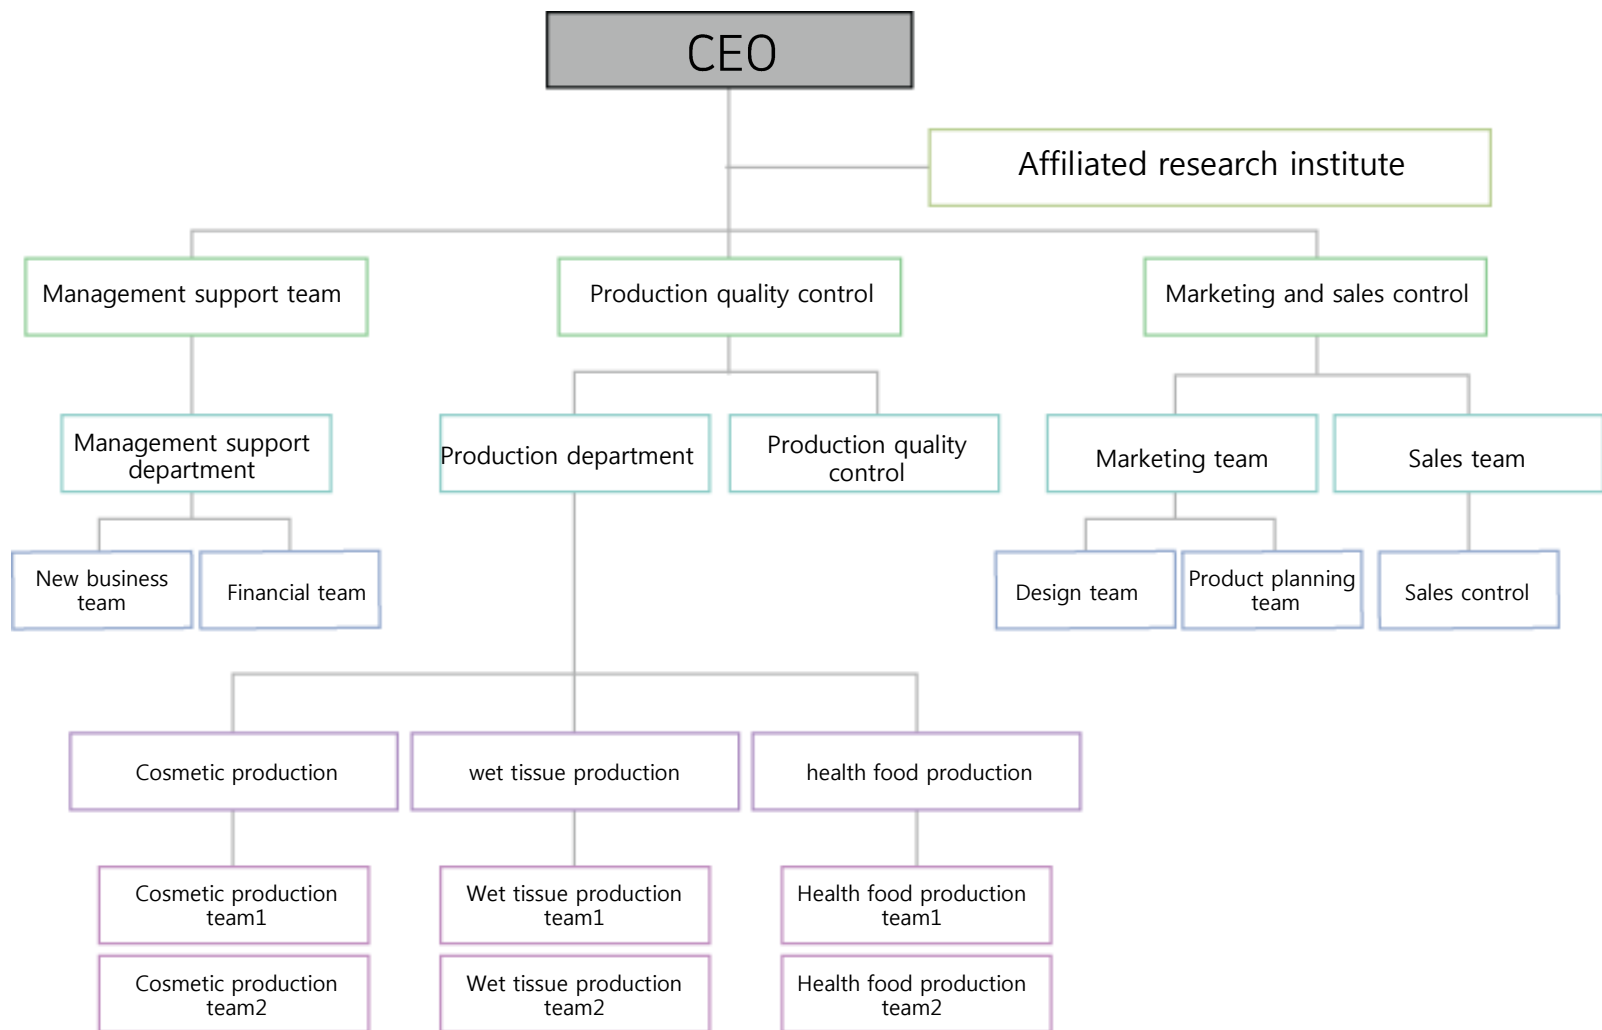 CEO
Affiliated research institute
Management support team
Production quality control
Marketing and sales control
Management support
department
Production department
Production quality
control
Marketing team
Sales team
New business
team
Financial team
Design team
Product planning
team
Sales control
Cosmetic production
wet tissue production
health food production
Cosmetic production
team1
Wet tissue production
team1
Health food production
team1
Cosmetic production
team2
Wet tissue production
team2
Health food production
team2